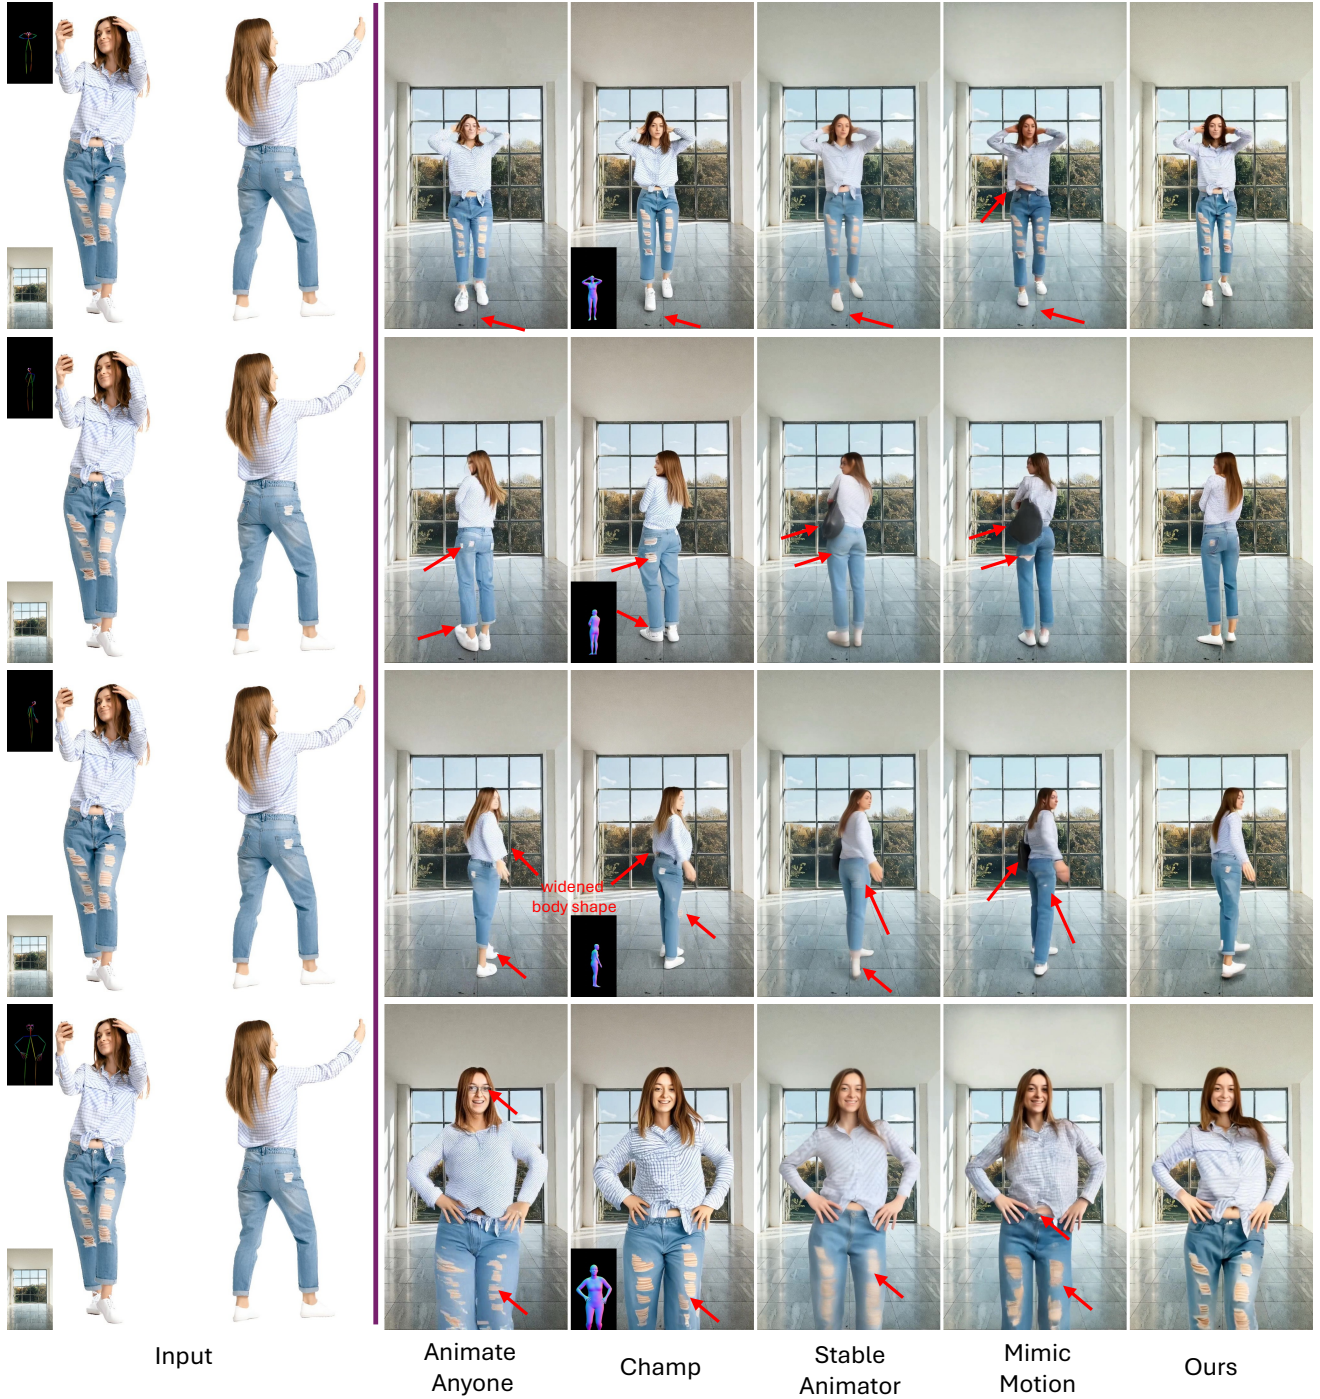 widened
body shape
Input
Animate
Anyone
Champ
Stable
Animator
Mimic
Motion
Ours